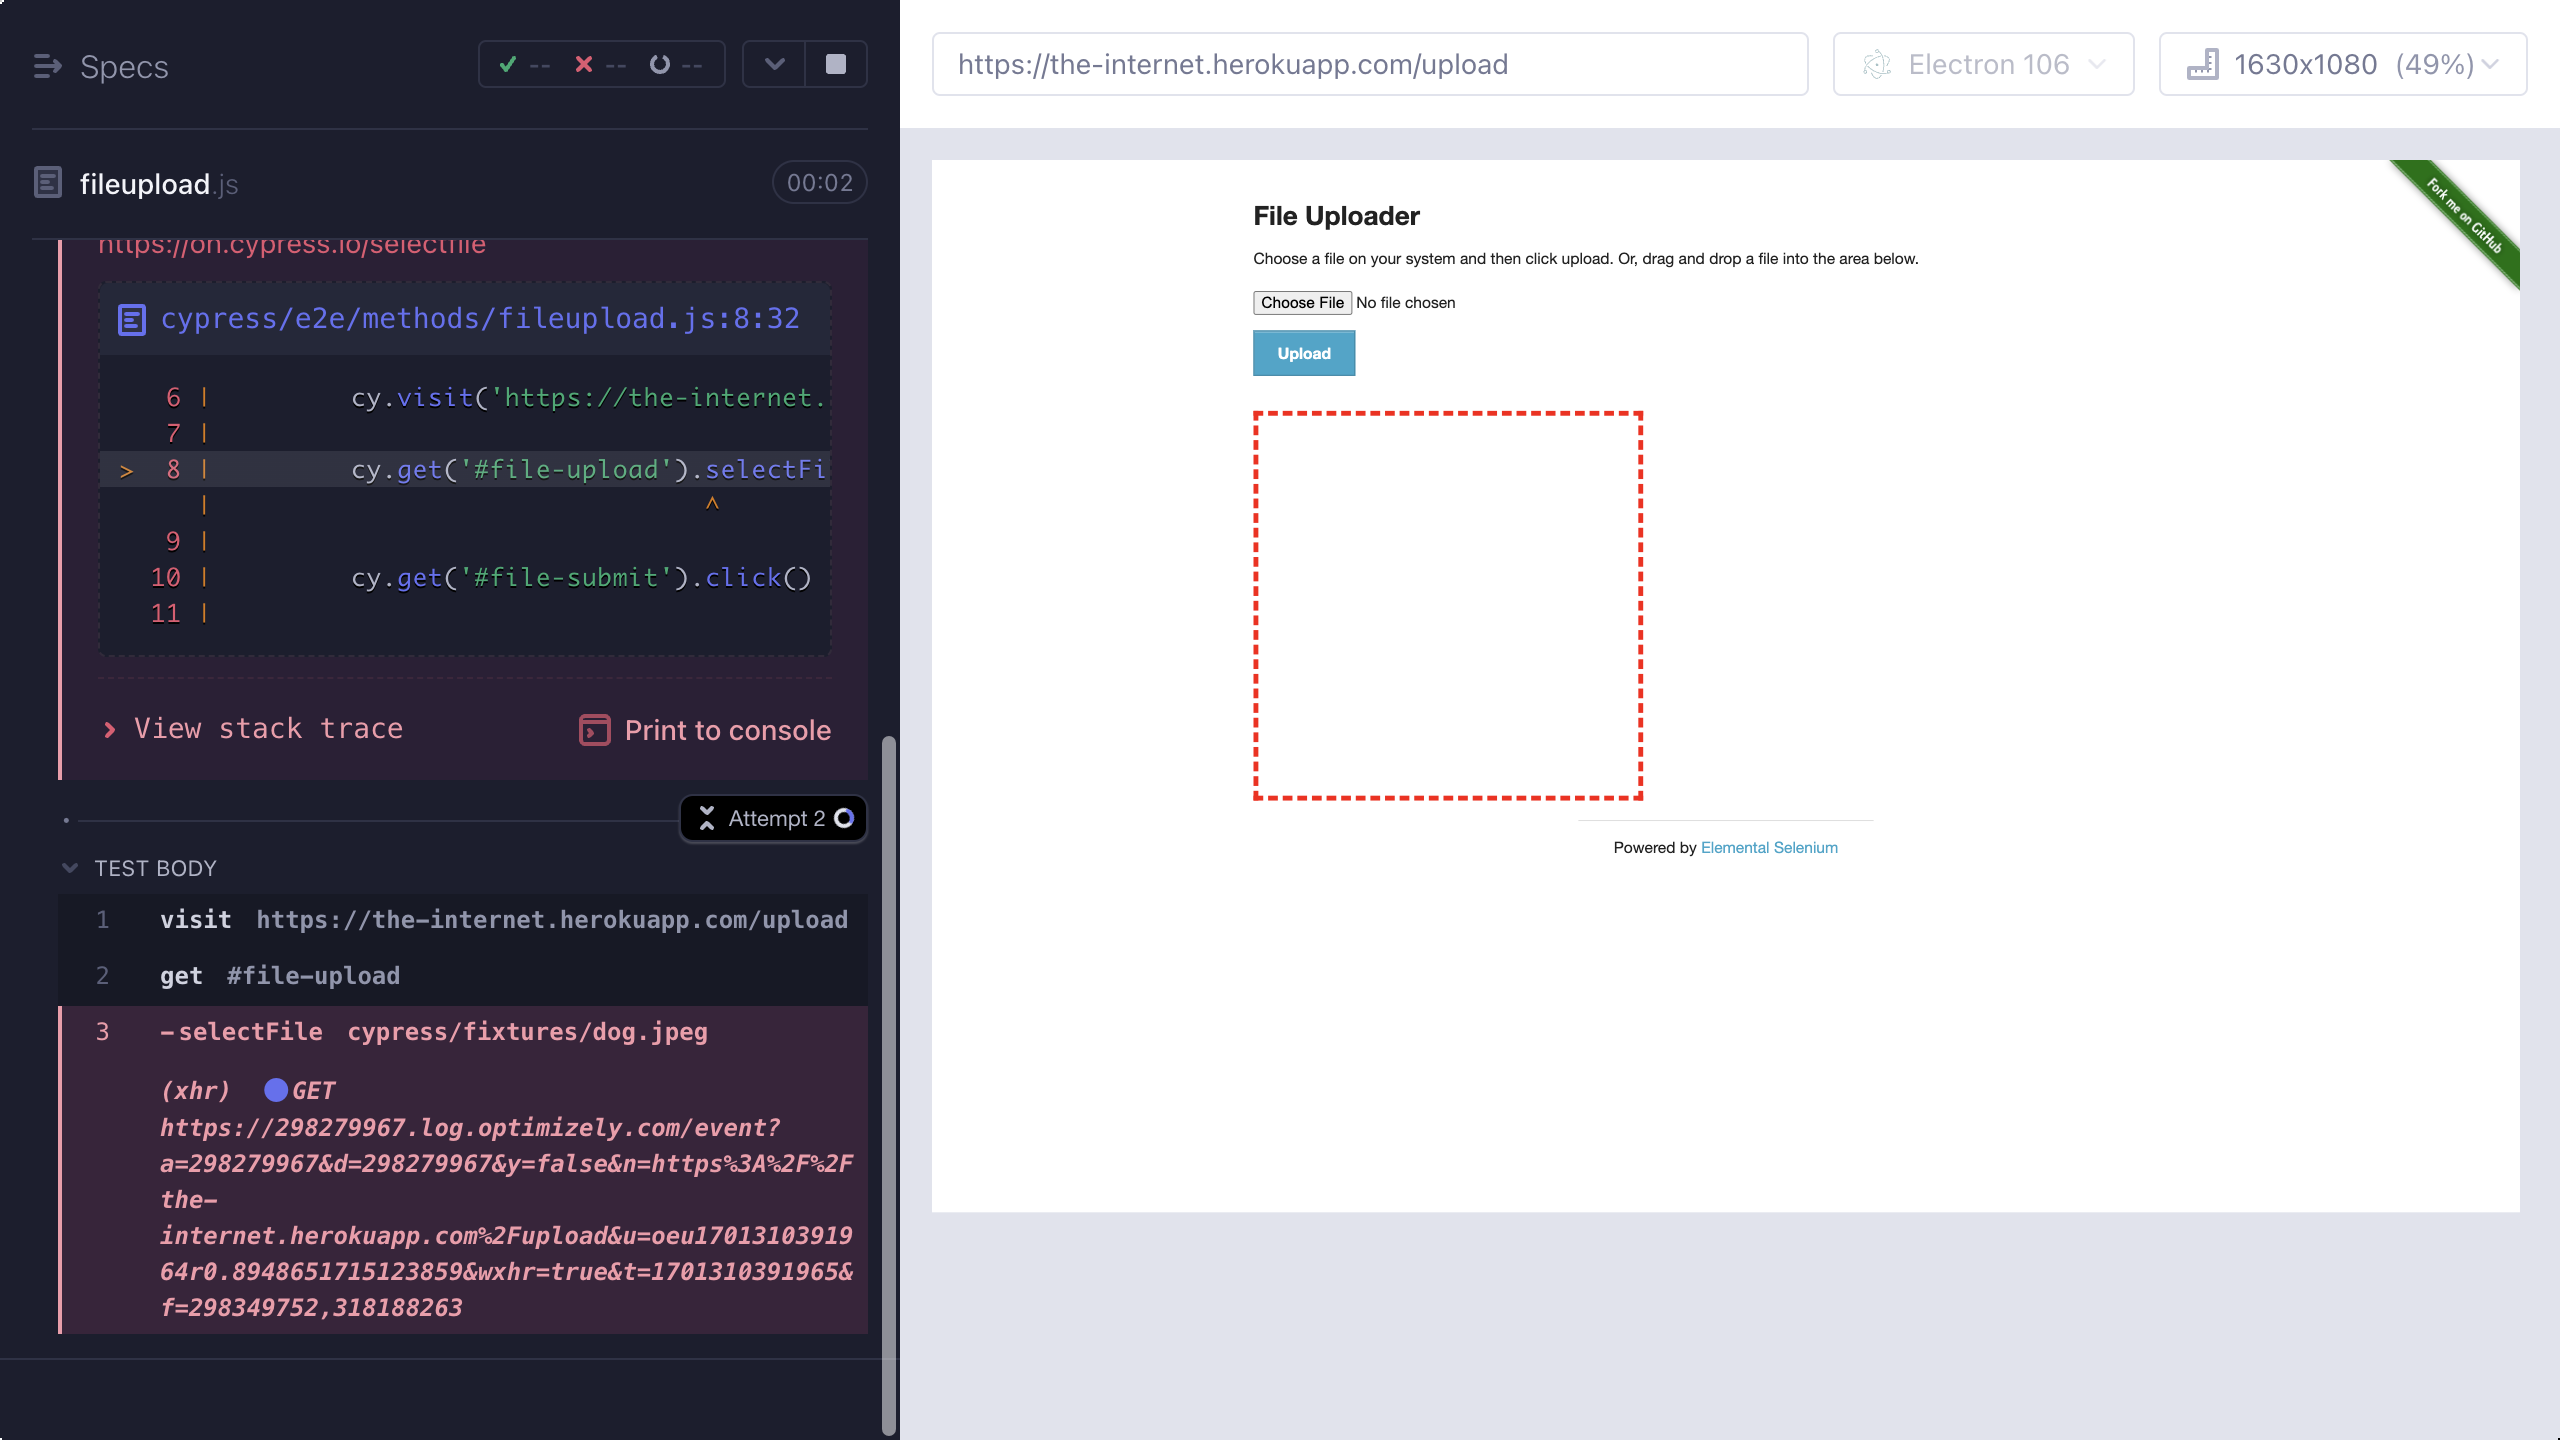 Specs
-- -- --
fileupload.js
00:02
https://on.cypress.io/selectfile
cypress/e2e/methods/fileupload.js:8:32
6 | cy.visit('https://the-internet.
7 |
> 8 | cy.get('#file-upload').selectFi
| ^
9 |
10 | cy.get('#file-submit').click()
11 |
View stack trace
Print to console
Attempt 2
TEST BODY
1 visit https://the-internet.herokuapp.com/upload
2 get #file-upload
3 -selectFile cypress/fixtures/dog.jpeg
(xhr) GET
https://298279967.log.optimizely.com/event?
a=298279967&d=298279967&y=false&n=https%3A%2F%2F
the-
internet.herokuapp.com%2Fupload&u=oeu17013103919
64r0.8948651715123859&wxhr=true&t=1701310391965&
f=298349752,318188263
https://the-internet.herokuapp.com/upload
Electron 106
1630x1080 (49%)
Fork me on GitHub
File Uploader
Choose a file on your system and then click upload. Or, drag and drop a file into the area below.
Choose File No file chosen
Upload
Powered by Elemental Selenium